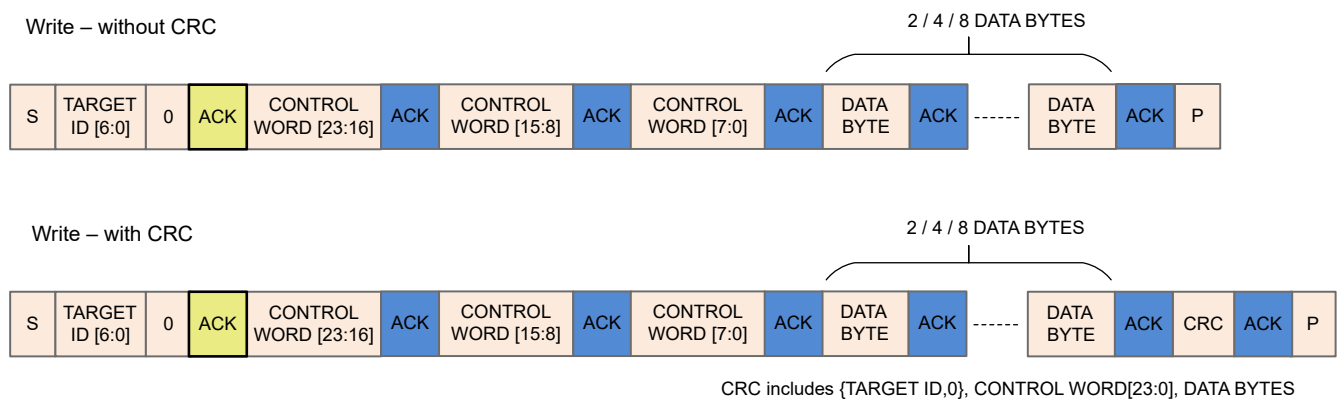 Write – without CRC
2 / 4 / 8 DATA BYTES
S
TARGET
ID [6:0]
0
ACK
CONTROL
WORD [23:16]
ACK
CONTROL
WORD [15:8]
ACK
CONTROL
WORD [7:0]
ACK
DATA
BYTE
ACK
------
DATA
BYTE
ACK
P
Write – with CRC
2 / 4 / 8 DATA BYTES
S
TARGET
ID [6:0]
0
ACK
CONTROL
WORD [23:16]
ACK
CONTROL
WORD [15:8]
ACK
CONTROL
WORD [7:0]
ACK
DATA
BYTE
ACK
------
DATA
BYTE
ACK
CRC
ACK
P
CRC includes {TARGET ID,0}, CONTROL WORD[23:0], DATA BYTES